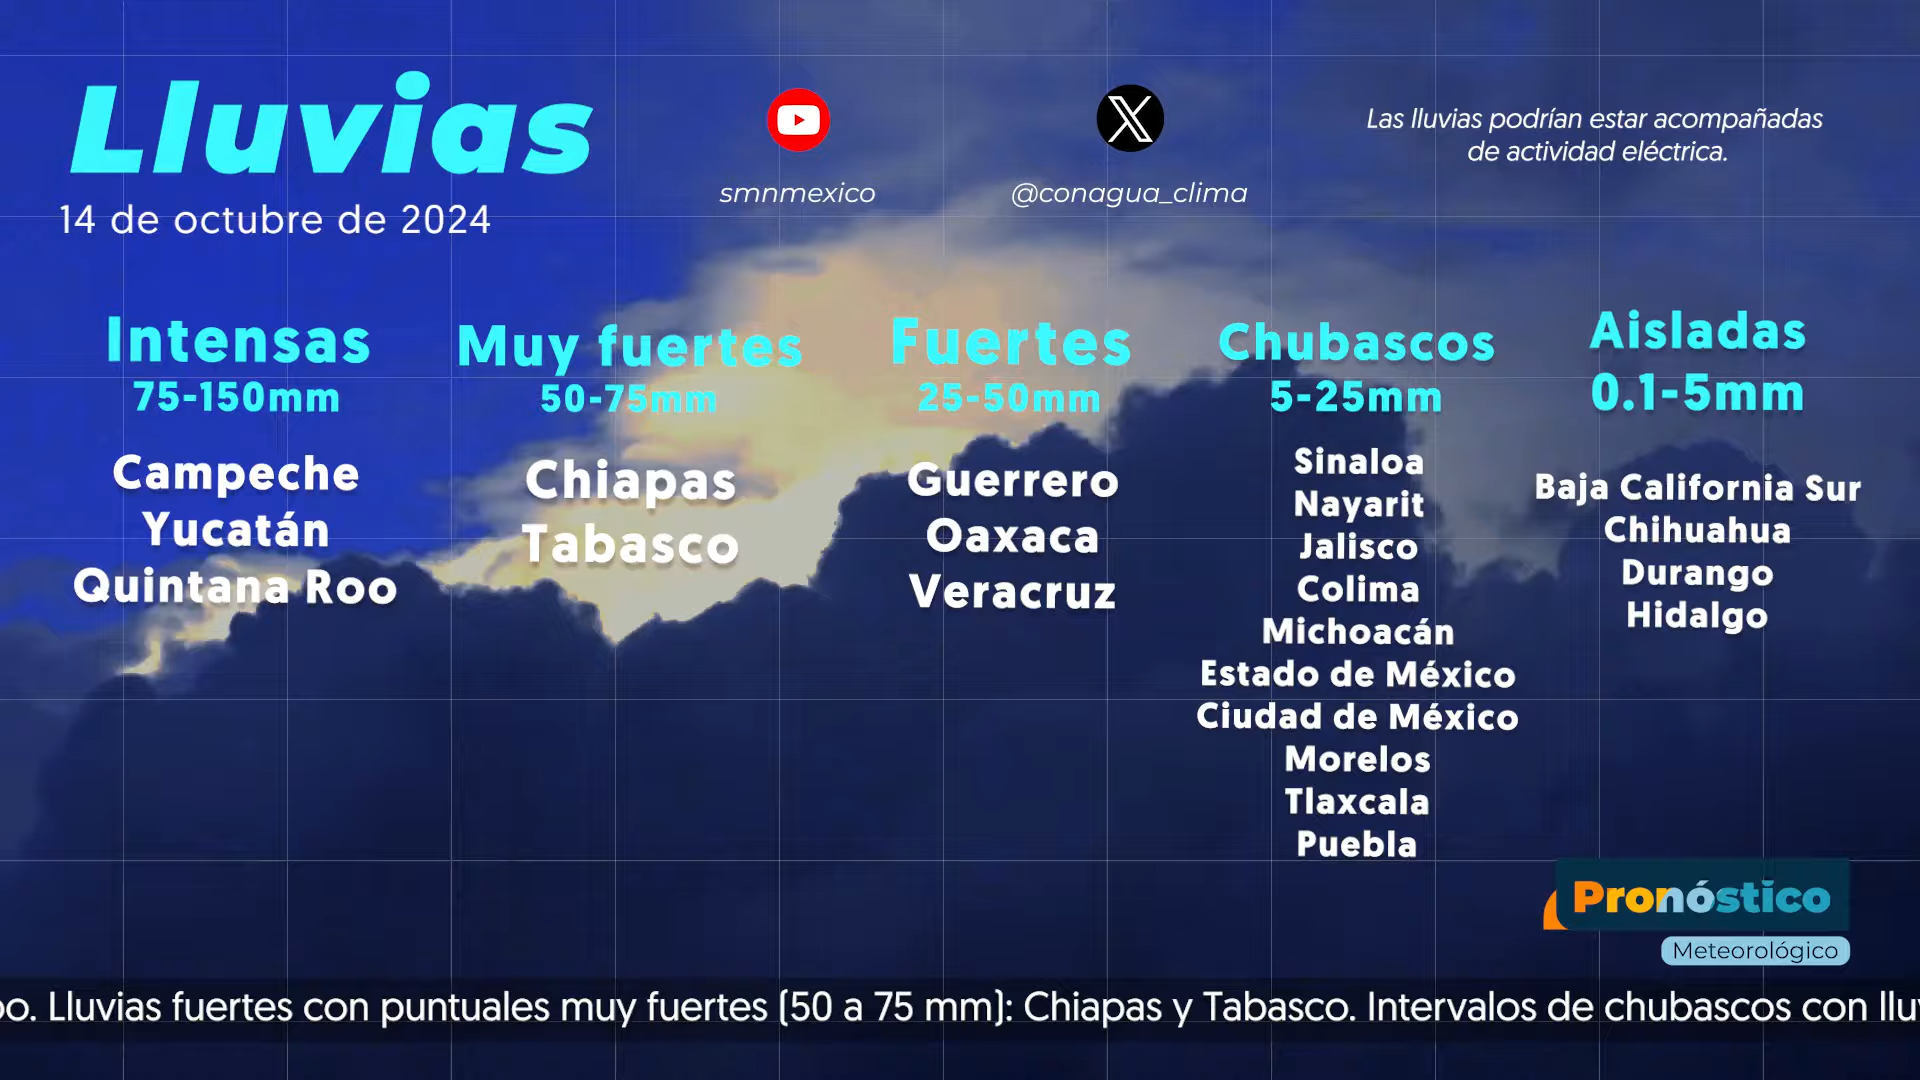 Lluvias
14 de octubre de 2024
smnmexico
@conagua_clima
Las lluvias podrían estar acompañadas
de actividad eléctrica.
Intensas
75-150mm
Campeche
Yucatán
Quintana Roo
Muy fuertes
50-75mm
Chiapas
Tabasco
Fuertes
25-50mm
Guerrero
Oaxaca
Veracruz
Chubascos
5-25mm
Sinaloa
Nayarit
Jalisco
Colima
Michoacán
Estado de México
Ciudad de México
Morelos
Tlaxcala
Puebla
Aisladas
0.1-5mm
Baja California Sur
Chihuahua
Durango
Hidalgo
Pronóstico
Meteorológico
Lluvias fuertes con puntuales muy fuertes (50 a 75 mm): Chiapas y Tabasco. Intervalos de chubascos con